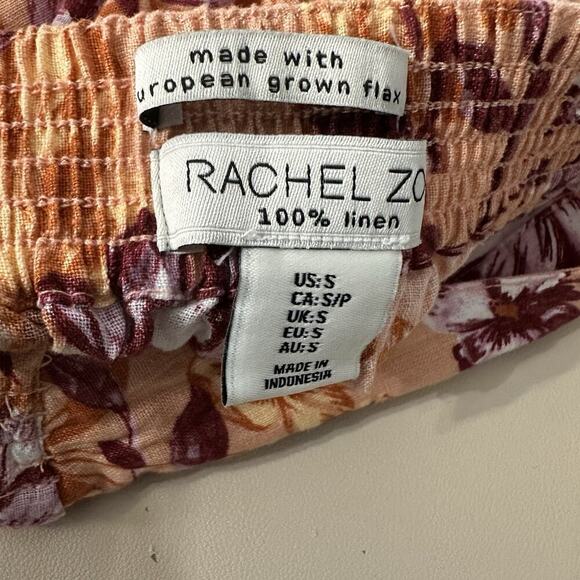 made with
uropean grown flax
RACHEL ZO
100% linen
US: S
CA: S/P
UK: S
EU: S
AU: S
MADE IN
INDONESIA